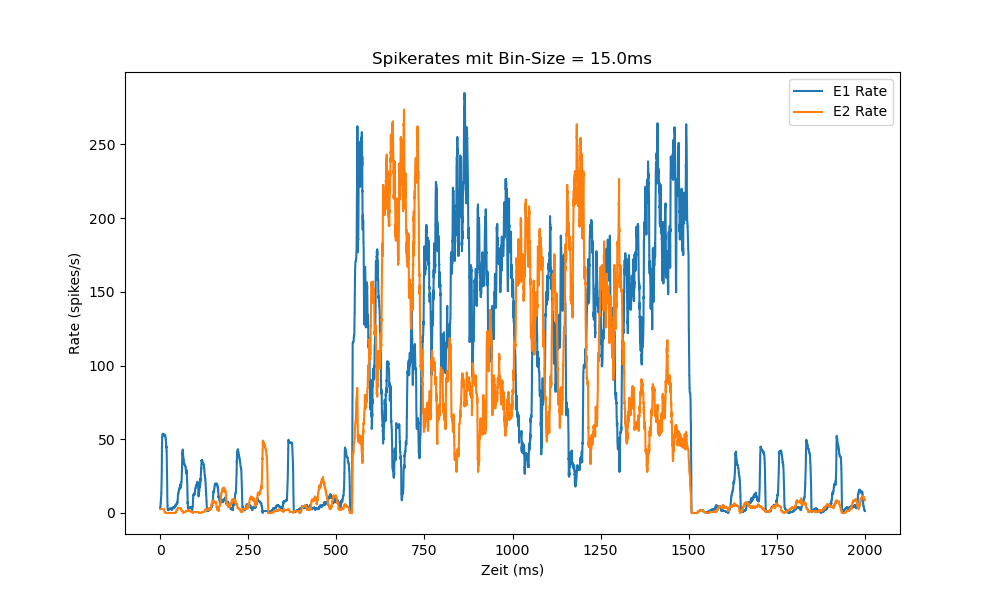 Spikerates mit Bin-Size = 15.0ms
E1 Rate
E2 Rate
Rate (spikes/s)
250
200
150
100
50
0
0 250 500 750 1000 1250 1500 1750 2000
Zeit (ms)